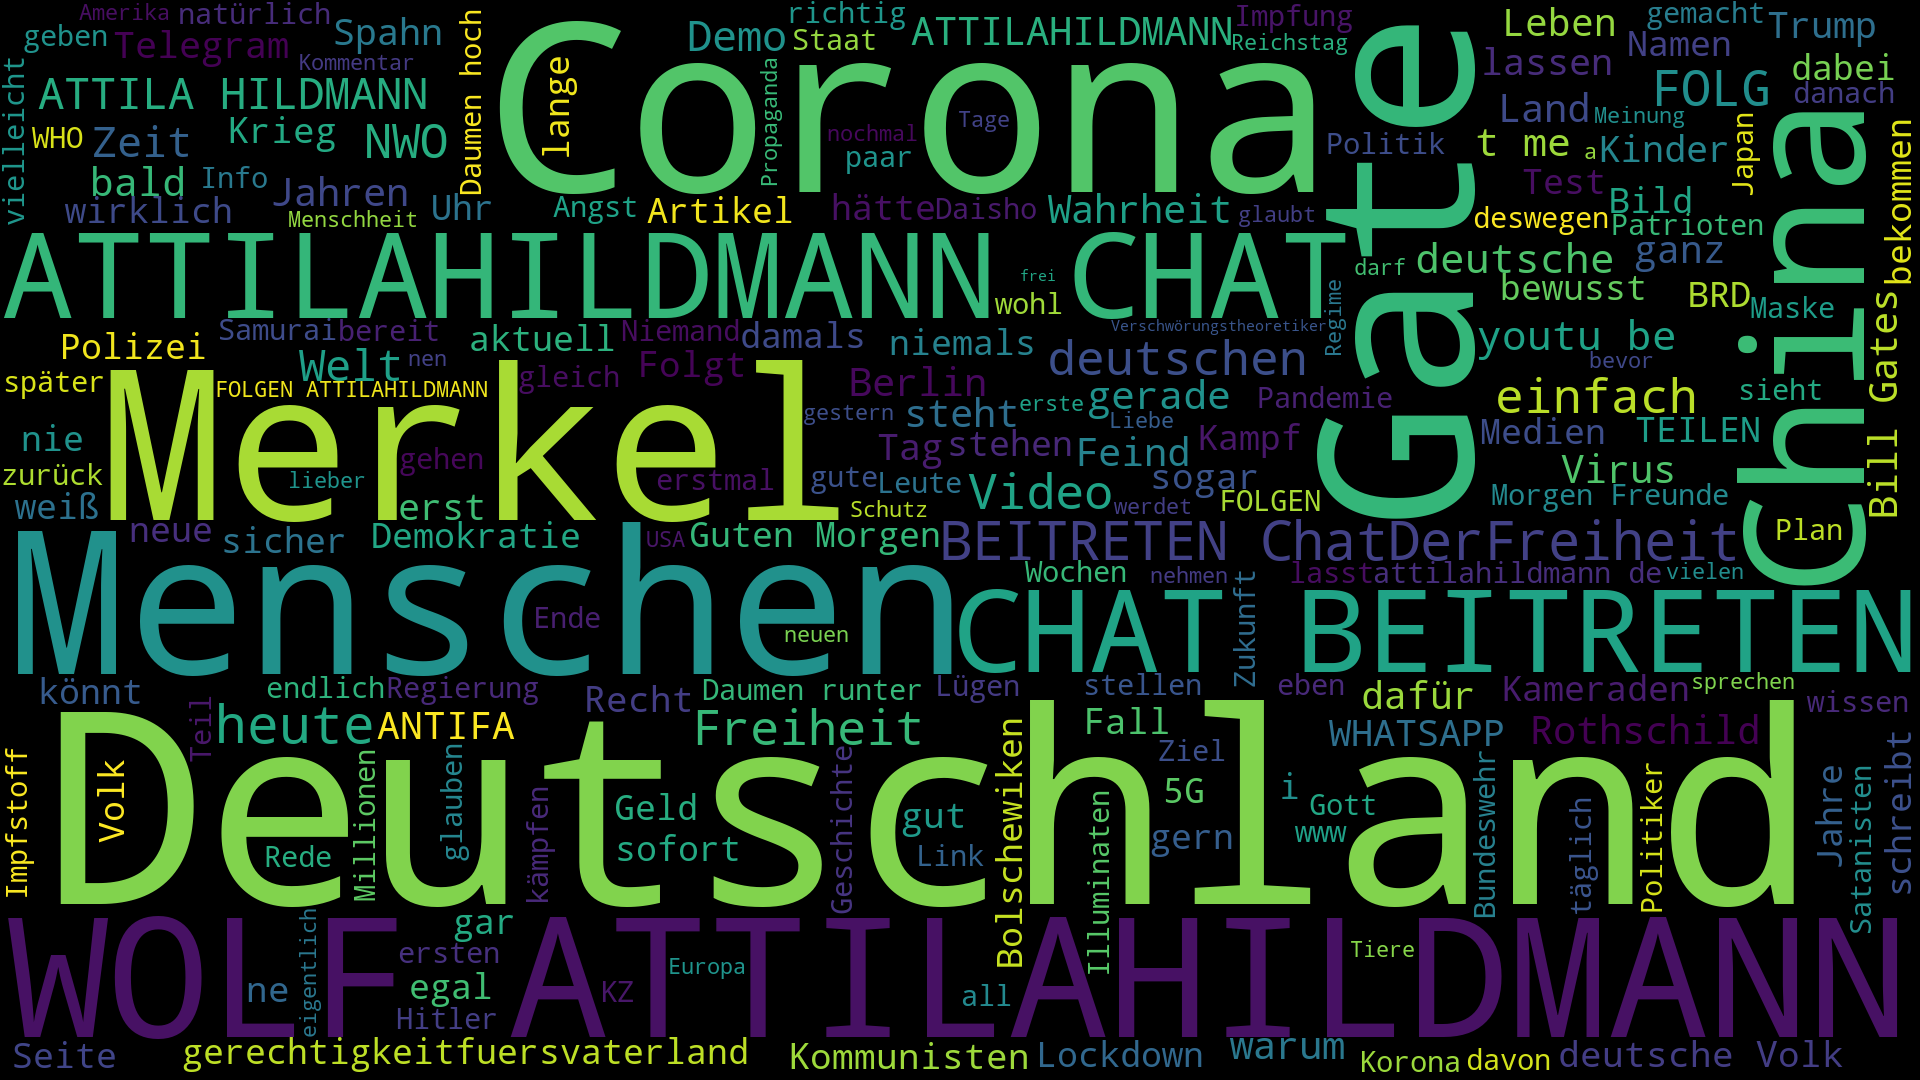 Amerika natürlich
geben Telegram Spahn
Kommentar
Daumen hoch
lange
Corona
Propaganda
Demo
richtig
Staat
ATTILAHILDMANN
Impfung
Reichstag
Gate
Leben
gemacht
Trump
lassen
Namen
dabei
FOLG
danach
Land
Meinung
Politik
t me
a
Kinder
Japan
China
bekommen
vielleicht
ATTILA HILDMANN
WHO Zeit Krieg NWO
bald Info Jahren
wirklich
Menschheit
Uhr
nochmal
Tage
paar
Angst
Artikel
hätte
Daisho
Wahrheit
glaubt
Test
Bild
deswegen
Patrioten
ATTILAHILDMANN CHAT
frei
wohl
darf
deutsche
ganz
bewusst
BRD
Maske
Regime
Polizei
Samurai
bereit
aktuell
Niemand
damals
niemals
Verschwörungstheoretiker
youtu be
bevor
Welt
nen
gleich
Folgt
Berlin
deutschen
später
FOLGEN ATTILAHILDMANN
Merkel
gestern
steht
erste
gerade
Pandemie
einfach
sieht
Bill Gates
nie
zurück
gehen
lieber
erst
erstmal
gute
Leute
Tag
stehen
Liebe
Feind
Kampf
Medien
TEILEN
Video
sogar
Virus
weiß
Schutz
werdet
FOLGEN
Morgen Freunde
neue
sicher
Demokratie
USA
Guten Morgen
BEITRETEN
ChatDerFreiheit
Plan
Menschen
Wochen
nehmen
lasst
attilahildmann de
vielen
Ende
neuen
CHAT BEITRETEN
Zukunft
könnt
endlich
Regierung
Recht
Daumen runter
Lügen
stellen
eben
dafür
Kameraden
sprechen
wissen
Teil
heute
ANTIFA
Freiheit
Fall
WHATSAPP
Rothschild
Deutschland
Impfstoff
Volk
Rede
Millionen
glauben
kämpfen
Geld
sofort
Geschichte
gut
Link
Bolschewiken
Illuminaten
Ziel
5G
gern
i
Gott
www
Bundeswehr
täglich
Politiker
Jahre
Satanisten
schreibt
WOLF ATTILAHILDMANN
eigentlich
gar
ersten
ne
egal
Hitler
KZ
Europa
all
Tiere
Seite
gerechtigkeitfuersvaterland
Kommunisten
Lockdown
warum
Korona
davon
deutsche Volk